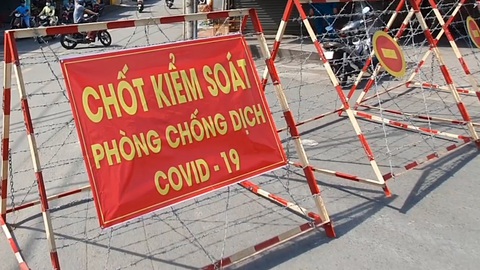 CHỐT KIỂM SOÁT
PHÒNG CHỐNG DỊCH
COVID - 19